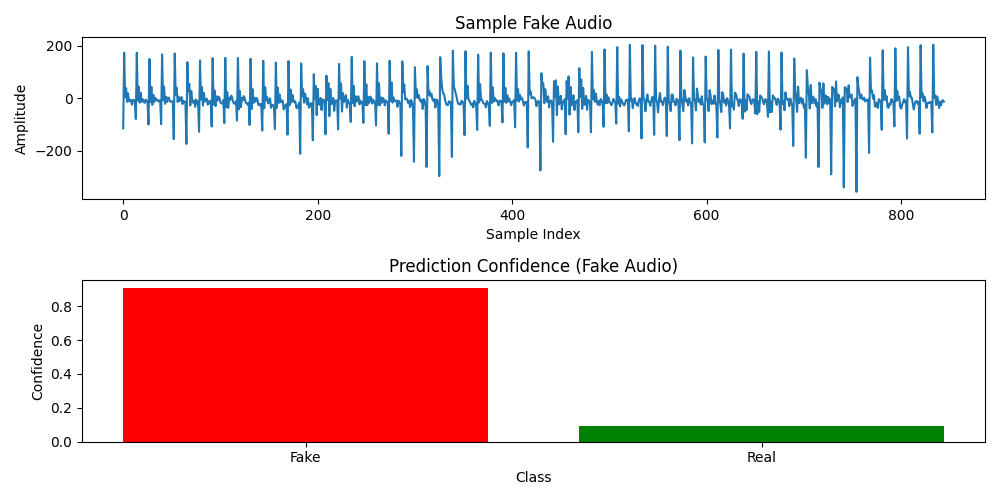 Sample Fake Audio
Amplitude
200
0
−200
0 200 400 600 800
Sample Index
Prediction Confidence (Fake Audio)
Confidence
0.8
0.6
0.4
0.2
0.0
Fake Real
Class